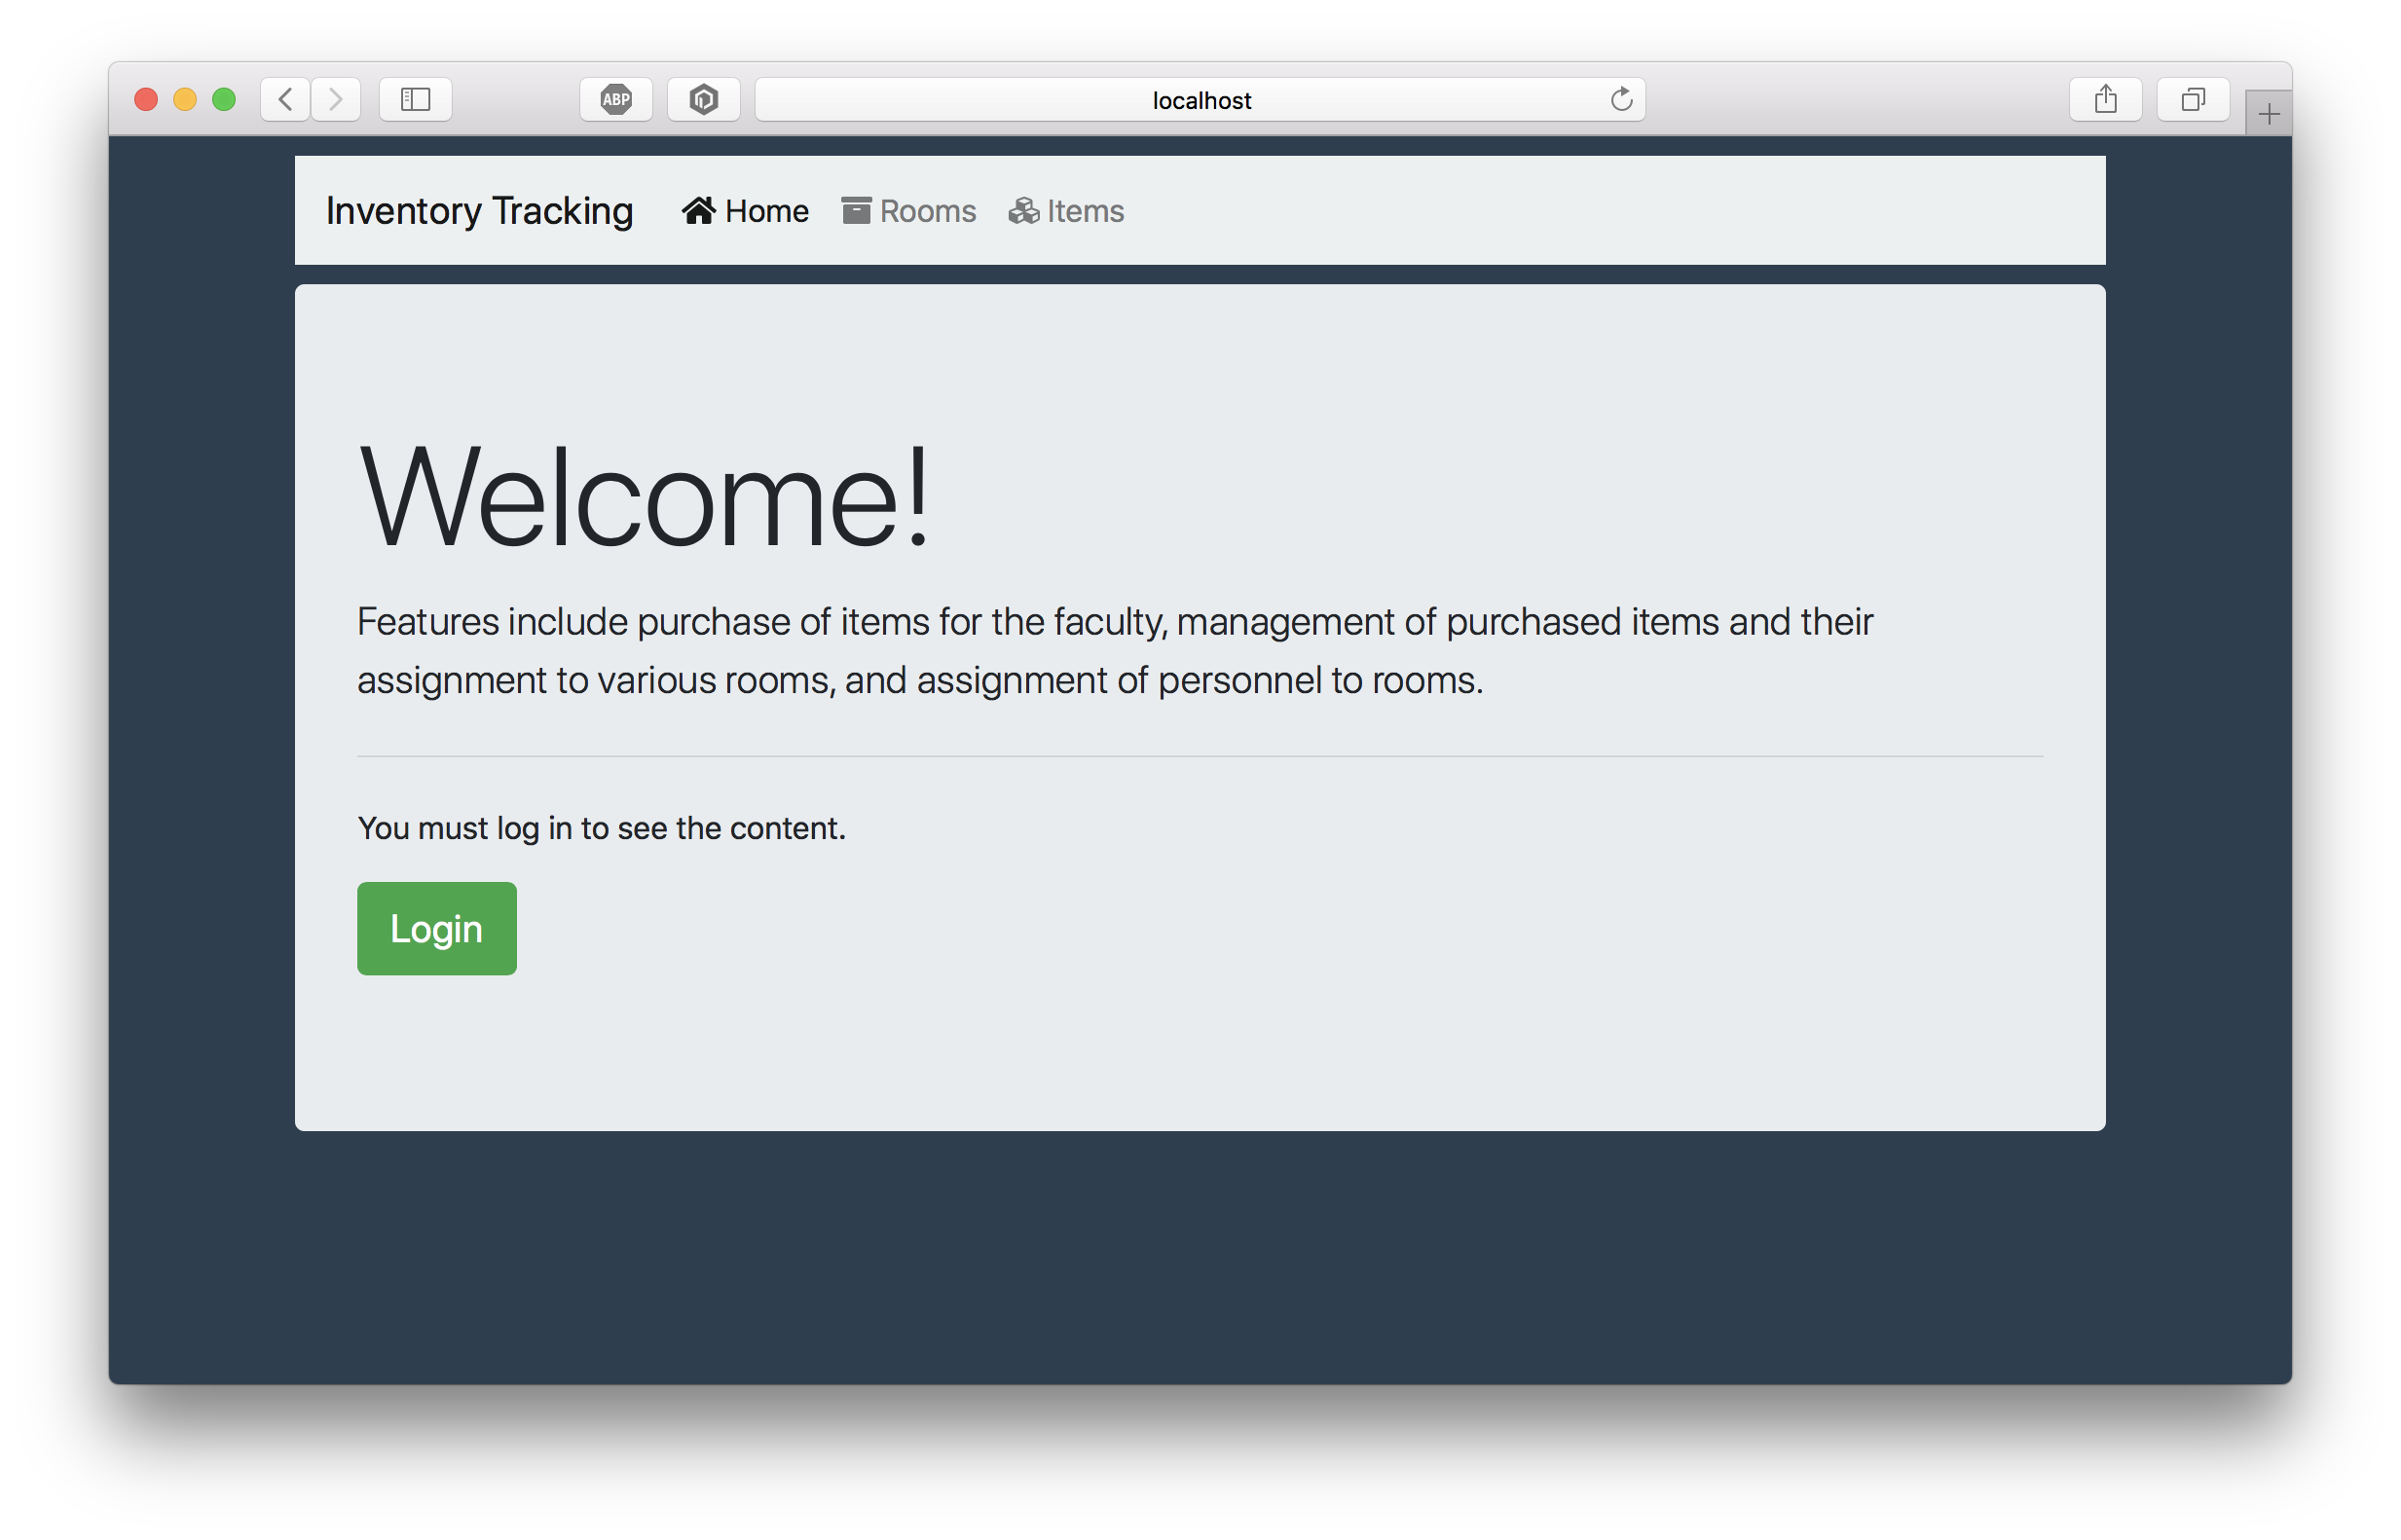 ABP
localhost
Inventory Tracking Home Rooms Items
Welcome!
Features include purchase of items for the faculty, management of purchased items and their
assignment to various rooms, and assignment of personnel to rooms.
You must log in to see the content.
Login